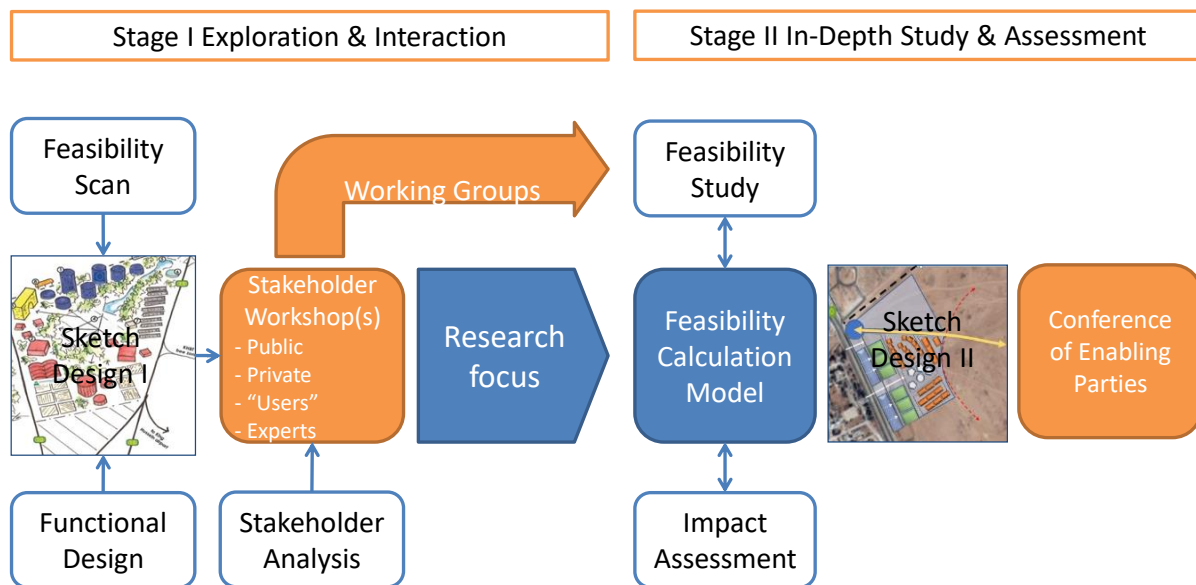 Stage I Exploration & Interaction
Stage II In-Depth Study & Assessment
Feasibility
Scan
Working Groups
Feasibility
Study
Sketch
Design I
Stakeholder
Workshop(s)
- Public
- Private
- “Users”
- Experts
Research
focus
Feasibility
Calculation
Model
Sketch
Design II
Conference
of Enabling
Parties
Functional
Design
Stakeholder
Analysis
Impact
Assessment